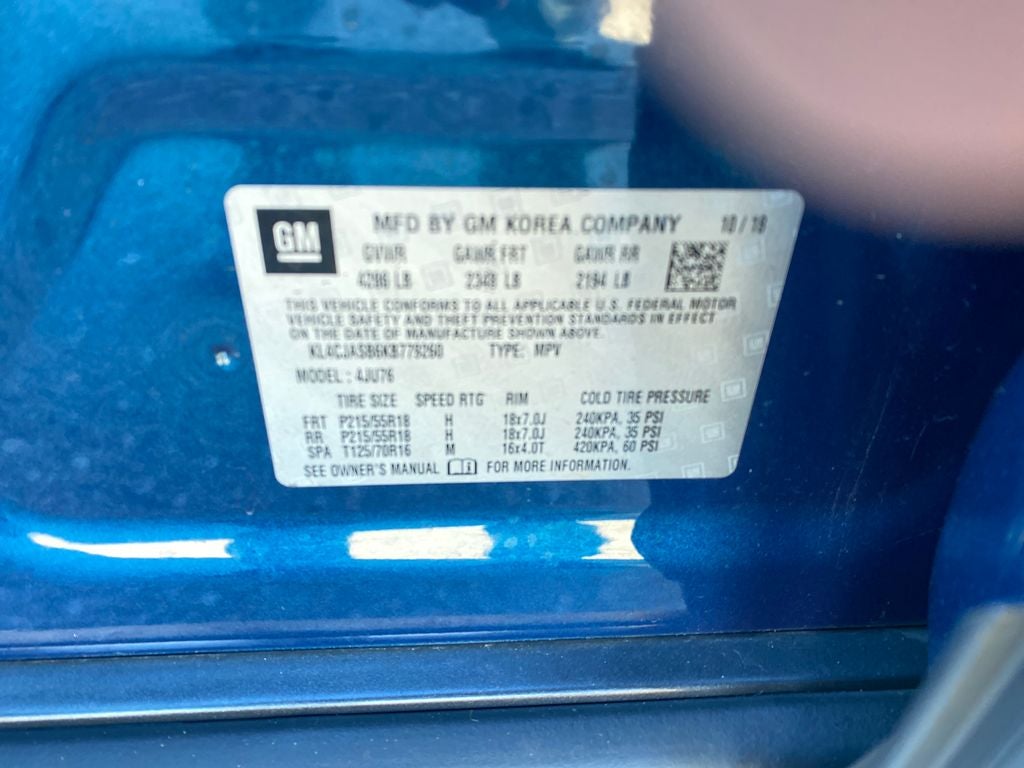 GM MFD BY GM KOREA COMPANY 10 / 18
GVWR GAWR FRT GAWR RR
4296 LB 2349 LB 2194 LB
THIS VEHICLE CONFORMS TO ALL APPLICABLE U.S. FEDERAL MOTOR
VEHICLE SAFETY AND THEFT PREVENTION STANDARDS IN EFFECT
ON THE DATE OF MANUFACTURE SHOWN ABOVE.
TYPE: MPV
MODEL : 4JU76
TIRE SIZE SPEED RTG RIM COLD TIRE PRESSURE
FRT P215/55R18 H 18x7.0J 240KPA, 35 PSI
RR P215/55R18 H 18x7.0J 240KPA, 35 PSI
SPA T125/70R16 M 16x4.0T 420KPA, 60 PSI
SEE OWNER'S MANUAL FOR MORE INFORMATION.